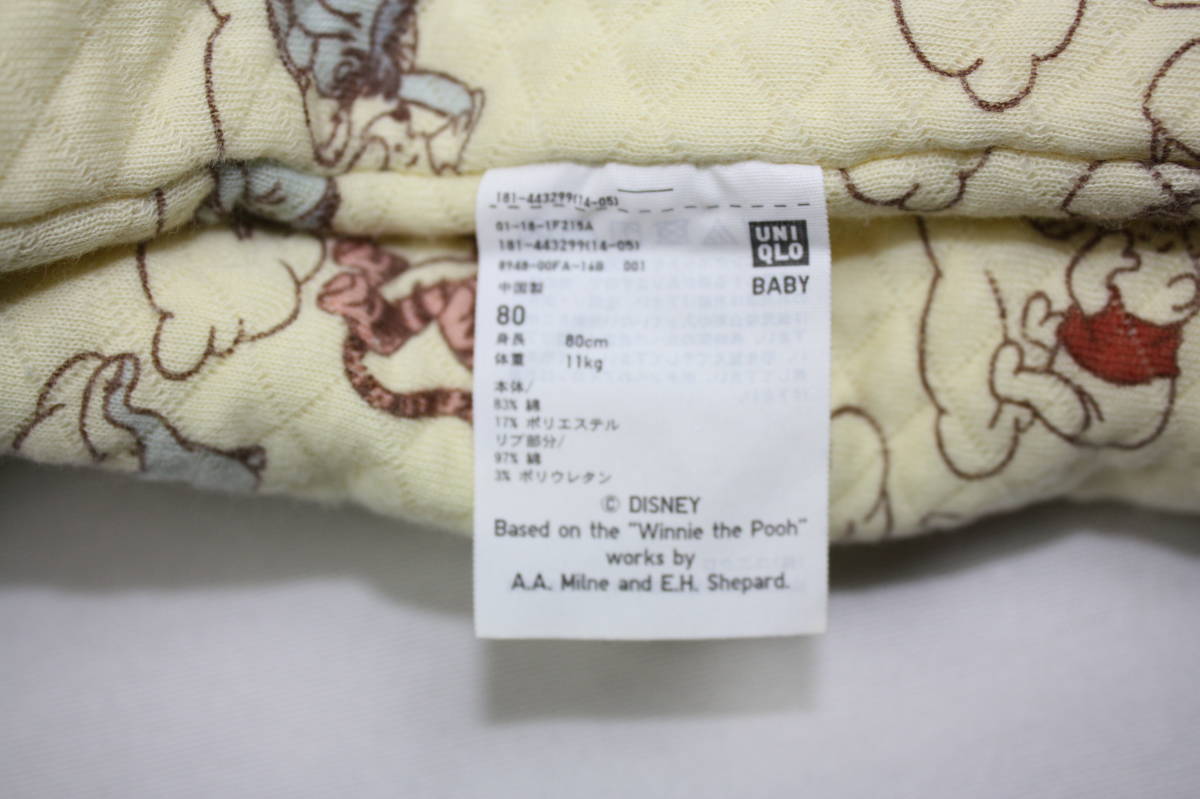 181-443299(14-05)
01-18-1F215A
181-443299(14-05)
8948-00FA-16B 001
中国製
UNI
QLO
BABY
80
身長 80cm
体重 11kg
本体/
83% 綿
17% ポリエステル
リブ部分/
97% 綿
3% ポリウレタン
© DISNEY
Based on the "Winnie the Pooh"
works by
A.A. Milne and E.H. Shepard.